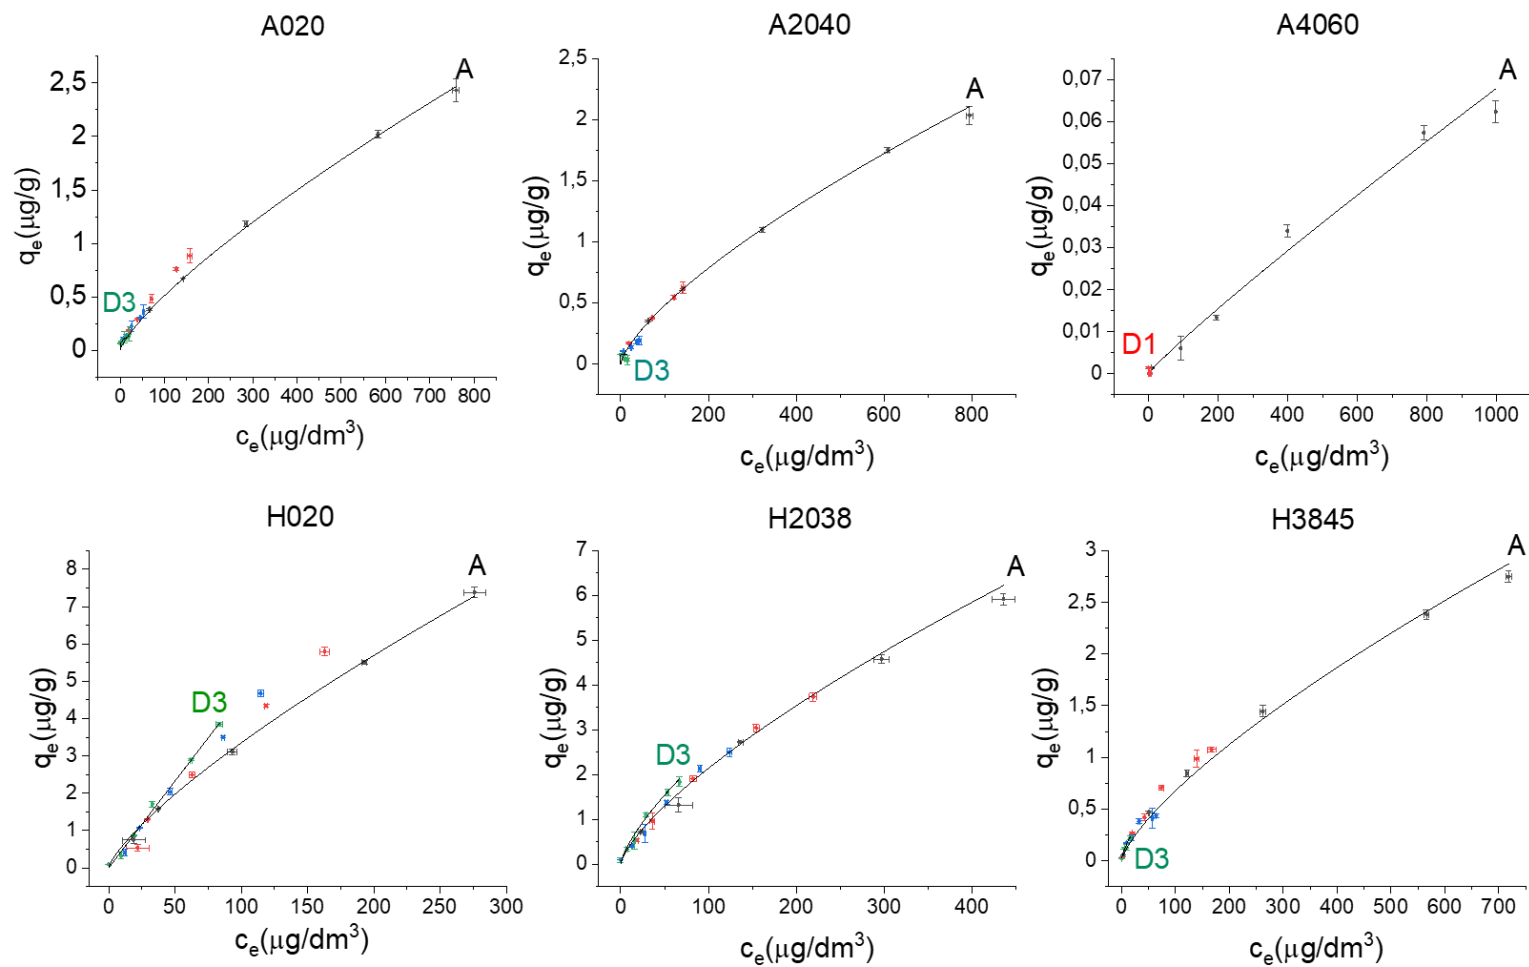 A020
A2040
A4060
2,5
2
1,5
1
0,5
0
qe(μg/g)
A
D3
0 100 200 300 400 500 600 700 800
ce(μg/dm³)
2,5
2
1,5
1
0,5
0
qe(μg/g)
A
D3
0 200 400 600 800
ce(μg/dm³)
0,07
0,06
0,05
0,04
0,03
0,02
0,01
0
qe(μg/g)
A
D1
0 200 400 600 800 1000
ce(μg/dm³)
H020
H2038
H3845
8
7
6
5
4
3
2
1
0
qe(μg/g)
A
D3
0 50 100 150 200 250 300
ce(μg/dm³)
7
6
5
4
3
2
1
0
qe(μg/g)
A
D3
0 100 200 300 400
ce(μg/dm³)
3
2,5
2
1,5
1
0,5
0
qe(μg/g)
A
D3
0 100 200 300 400 500 600 700
ce(μg/dm³)